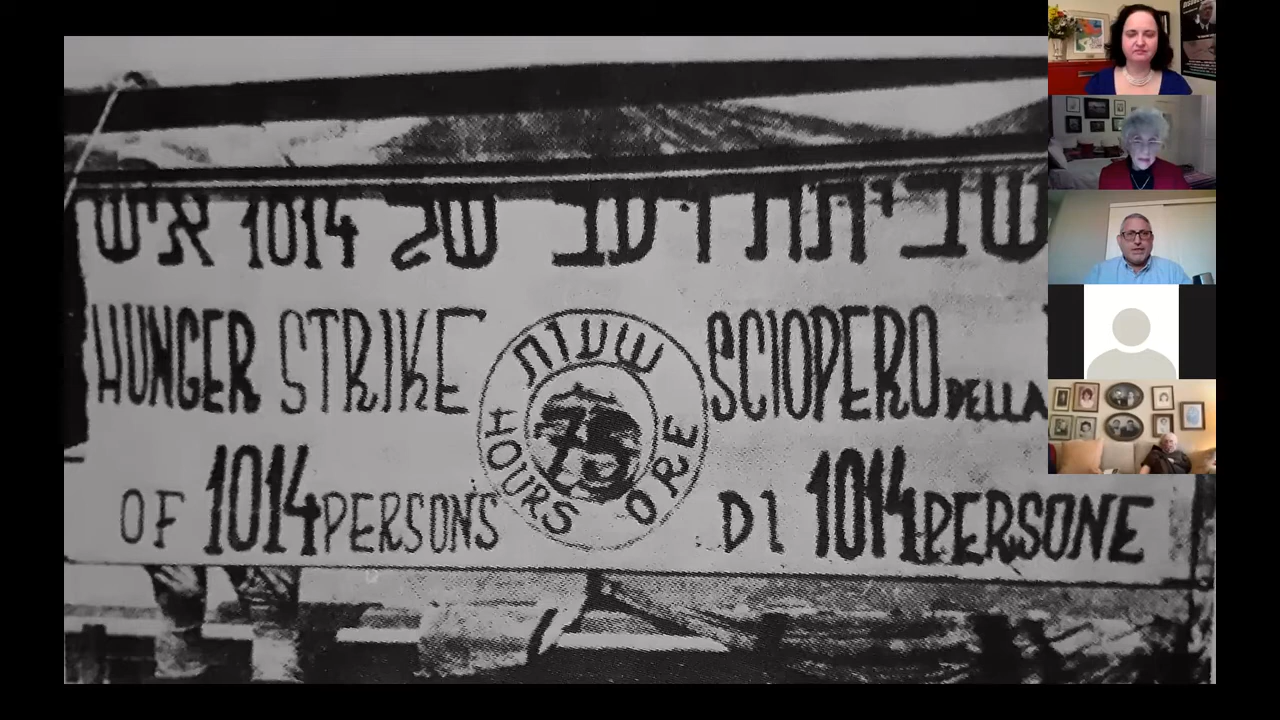 שביתת רעב של 1014 איש
HUNGER STRIKE
OF 1014 PERSONS
שעות
75
HOURS ORE
SCIOPERO DELLA
DI 1014 PERSONE